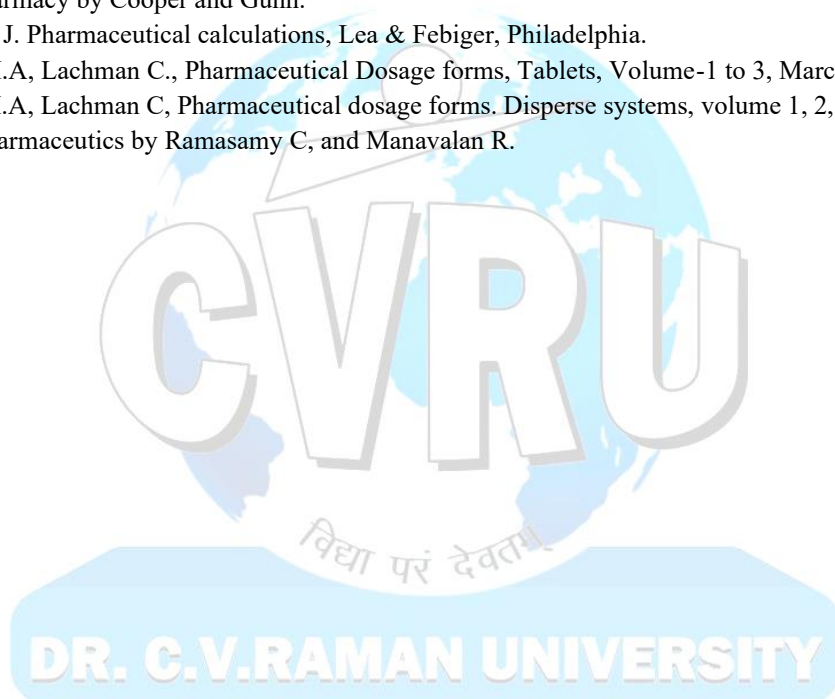 armacy by Cooper and Gunn.
J. Pharmaceutical calculations, Lea & Febiger, Philadelphia.
.A, Lachman C., Pharmaceutical Dosage forms, Tablets, Volume-1 to 3, Marc
.A, Lachman C, Pharmaceutical dosage forms. Disperse systems, volume 1, 2,
armaceutics by Ramasamy C, and Manavalan R.
CVRU
विद्या परं देवतम्
DR. C.V.RAMAN UNIVERSITY